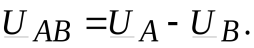 U_AB = U_A - U_B.